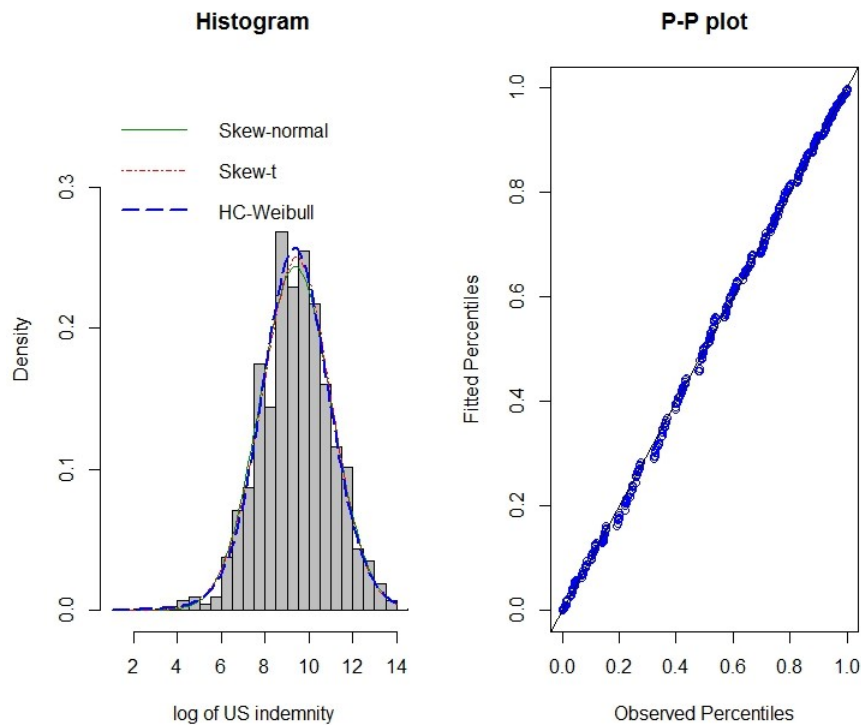 Histogram
Skew-normal
Skew-t
HC-Weibull
Density
0.0
0.1
0.2
0.3
2 4 6 8 10 12 14
log of US indemnity
P-P plot
Fitted Percentiles
0.0
0.2
0.4
0.6
0.8
1.0
0.0 0.2 0.4 0.6 0.8 1.0
Observed Percentiles